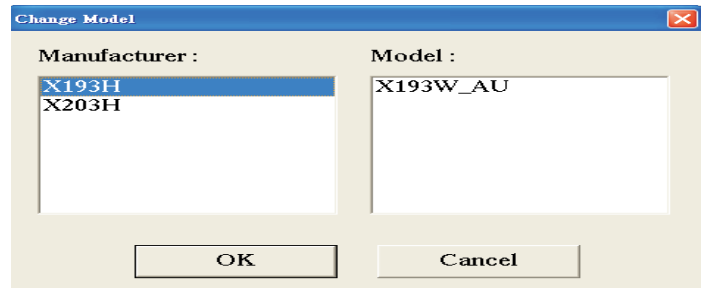 Change Model
Manufacturer :
Model :
X193H
X203H
X193W_AU
OK
Cancel